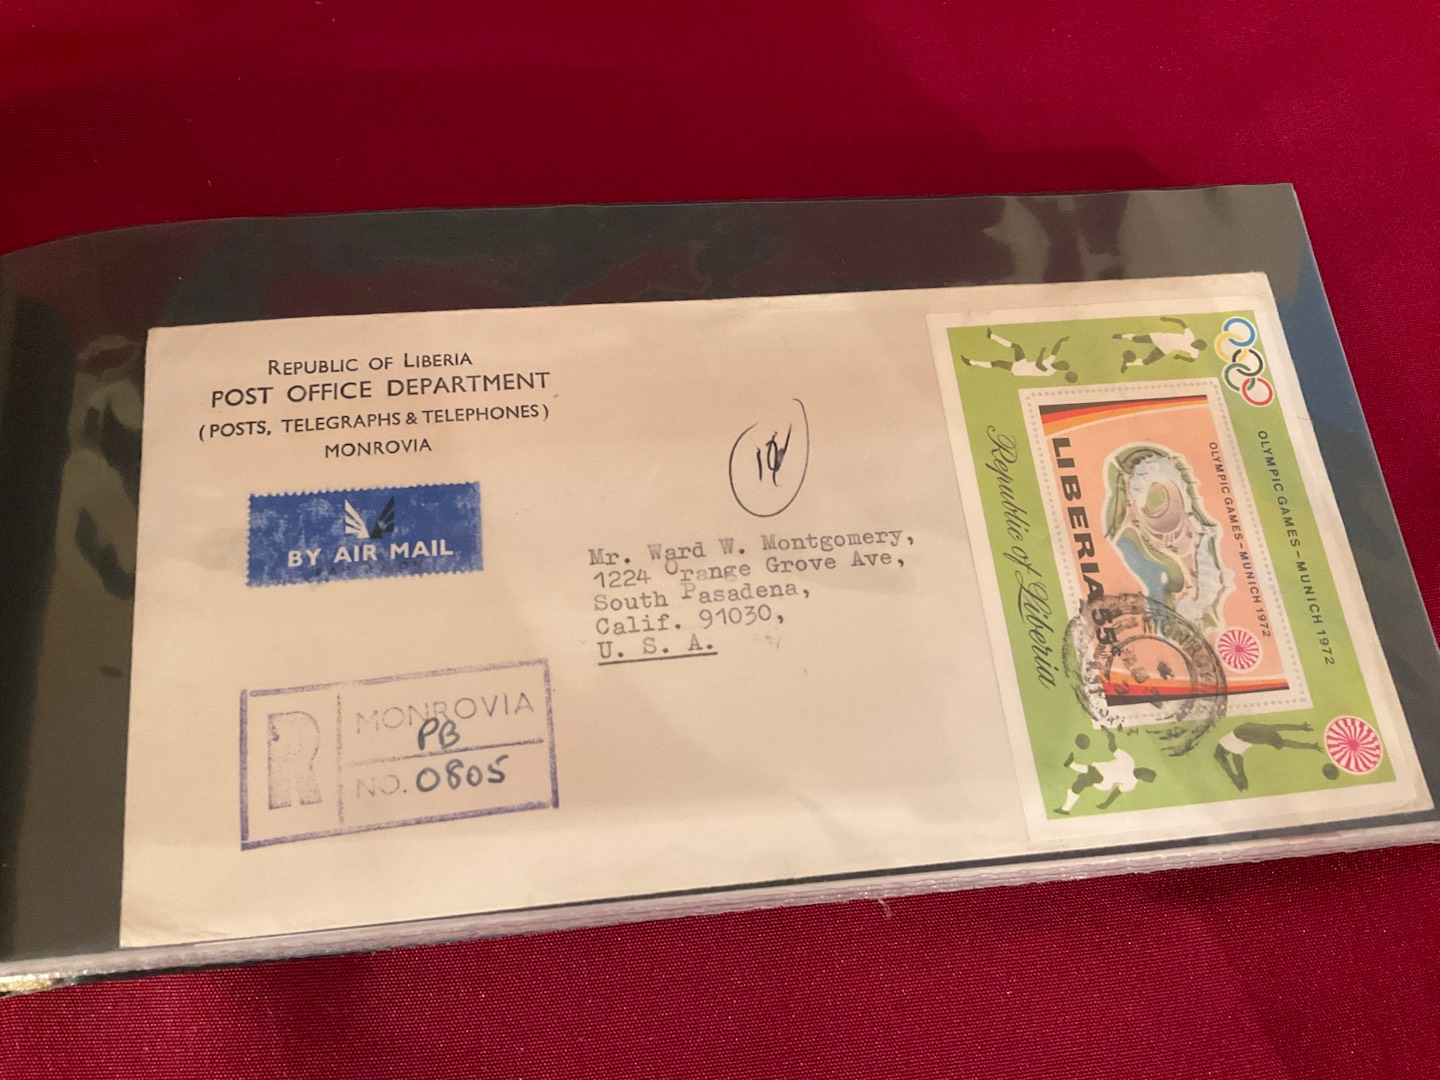 REPUBLIC OF LIBERIA
POST OFFICE DEPARTMENT
(POSTS, TELEGRAPHS & TELEPHONES)
MONROVIA
BY AIR MAIL
Mr. Ward W. Montgomery,
1224 Orange Grove Ave,
South Pasadena,
Calif. 91030,
U. S. A.
R
MONROVIA
PB
NO. 0805
OLYMPIC GAMES-MUNICH 1972
OLYMPIC GAMES-MUNICH 1972
LIBERIA 55c
Republic of Liberia
MONROVIA